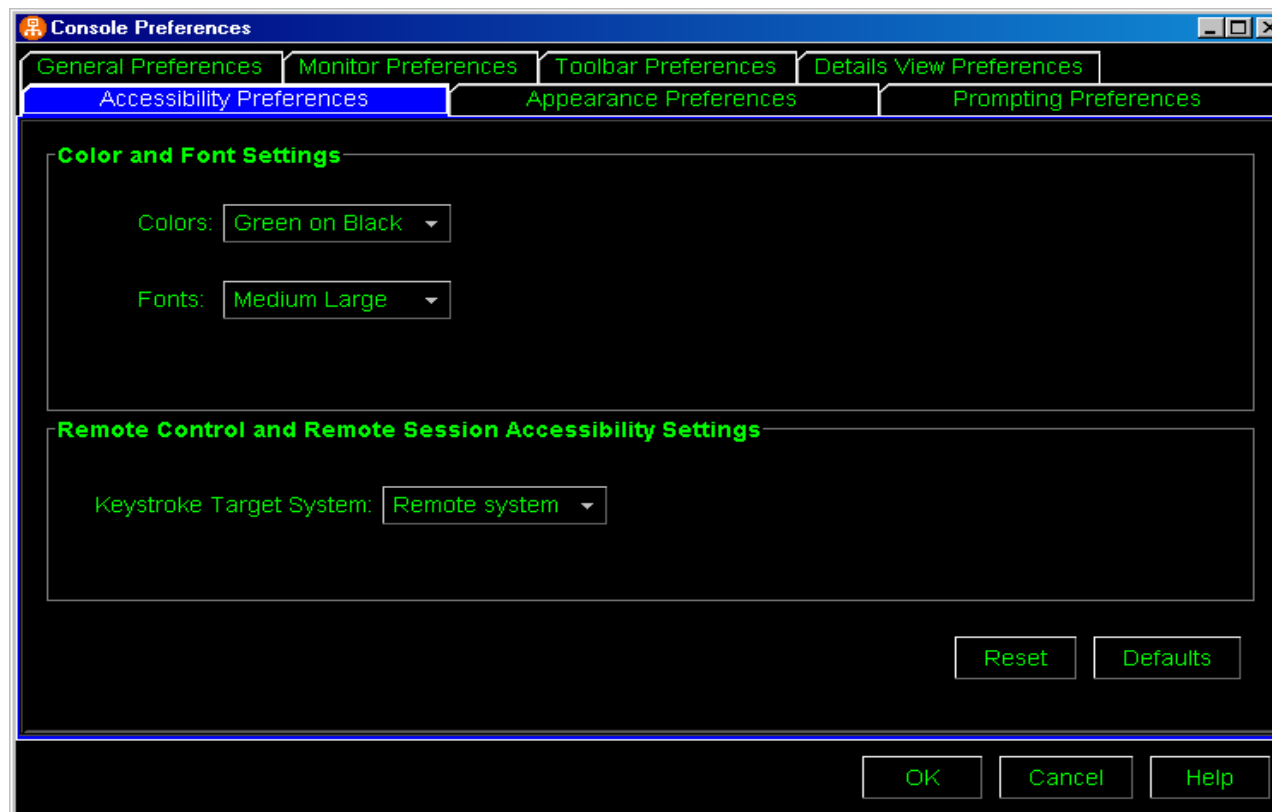 Console Preferences
General Preferences Monitor Preferences Toolbar Preferences Details View Preferences
Accessibility Preferences Appearance Preferences Prompting Preferences
Color and Font Settings
Colors: Green on Black
Fonts: Medium Large
Remote Control and Remote Session Accessibility Settings
Keystroke Target System: Remote system
Reset Defaults
OK Cancel Help